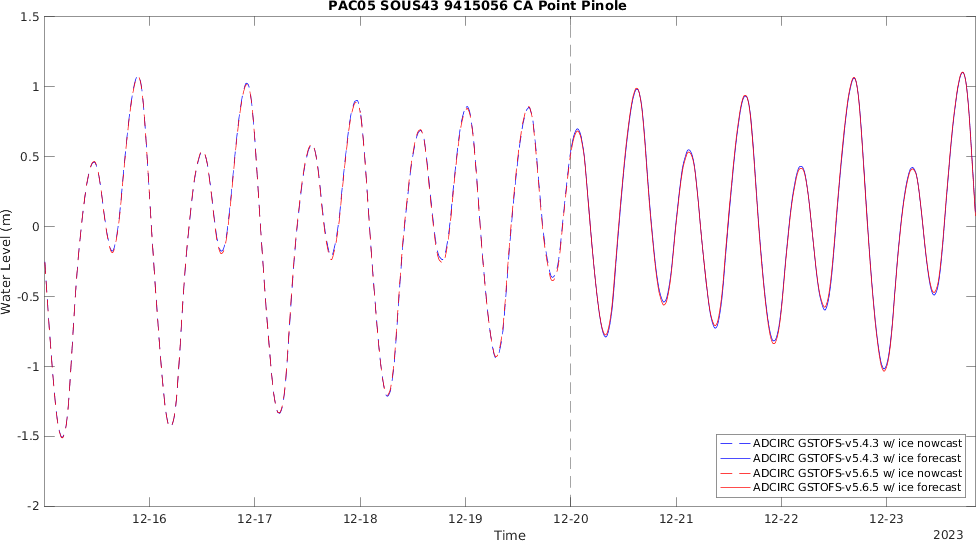 PAC05 SOUS43 9415056 CA Point Pinole
1.5
1
0.5
0
-0.5
-1
-1.5
-2
Water Level (m)
ADCIRC GSTOFS-v5.4.3 w/ ice nowcast
ADCIRC GSTOFS-v5.4.3 w/ ice forecast
ADCIRC GSTOFS-v5.6.5 w/ ice nowcast
ADCIRC GSTOFS-v5.6.5 w/ ice forecast
12-16 12-17 12-18 12-19 12-20 12-21 12-22 12-23
Time
2023